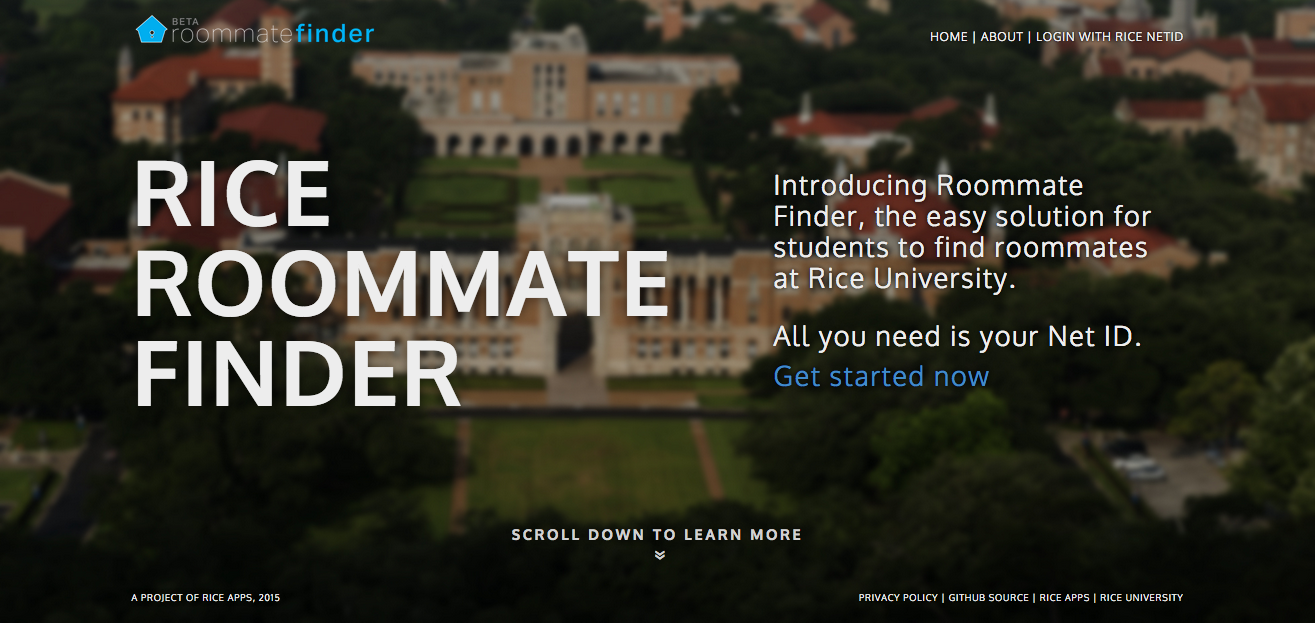 BETA
roommatefinder
HOME | ABOUT | LOGIN WITH RICE NETID
RICE
ROOMMATE
FINDER
Introducing Roommate
Finder, the easy solution for
students to find roommates
at Rice University.
All you need is your Net ID.
Get started now
SCROLL DOWN TO LEARN MORE
A PROJECT OF RICE APPS, 2015
PRIVACY POLICY | GITHUB SOURCE | RICE APPS | RICE UNIVERSITY